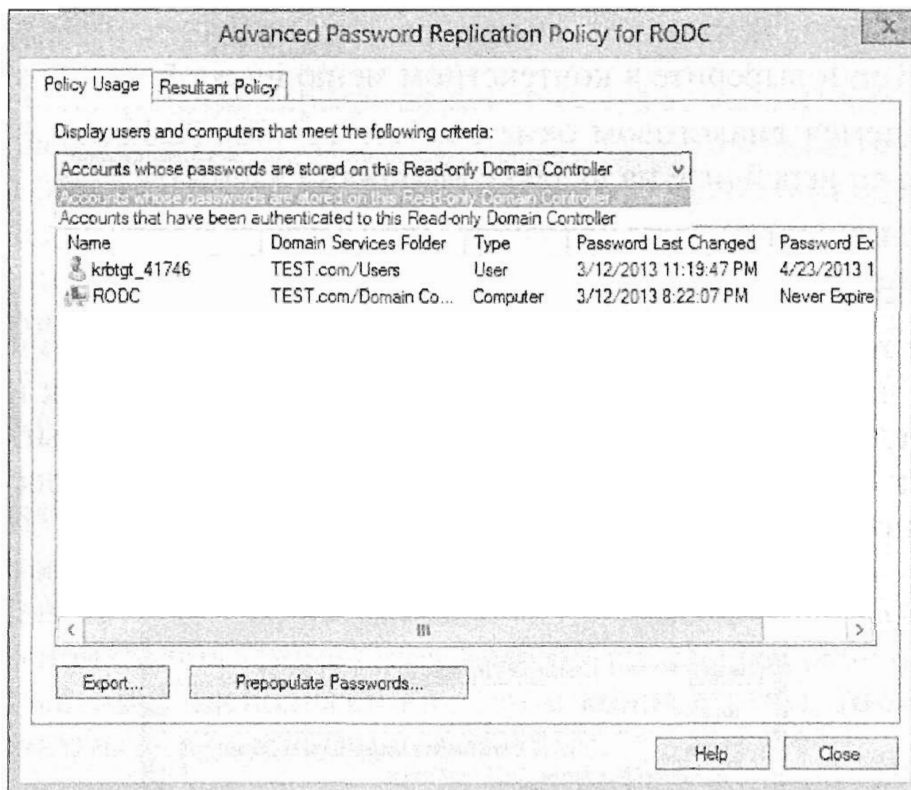 Advanced Password Replication Policy for RODC
x
Policy Usage
Resultant Policy
Display users and computers that meet the following criteria:
Accounts whose passwords are stored on this Read-only Domain Controller
Accounts whose passwords are stored on this Read-only Domain Controller
Accounts that have been authenticated to this Read-only Domain Controller
Name Domain Services Folder Type Password Last Changed Password Ex
krbtgt_41746 TEST.com/Users User 3/12/2013 11:19:47 PM 4/23/2013 1
RODC TEST.com/Domain Co... Computer 3/12/2013 8:22:07 PM Never Expire
Export...
Prepopulate Passwords...
Help
Close